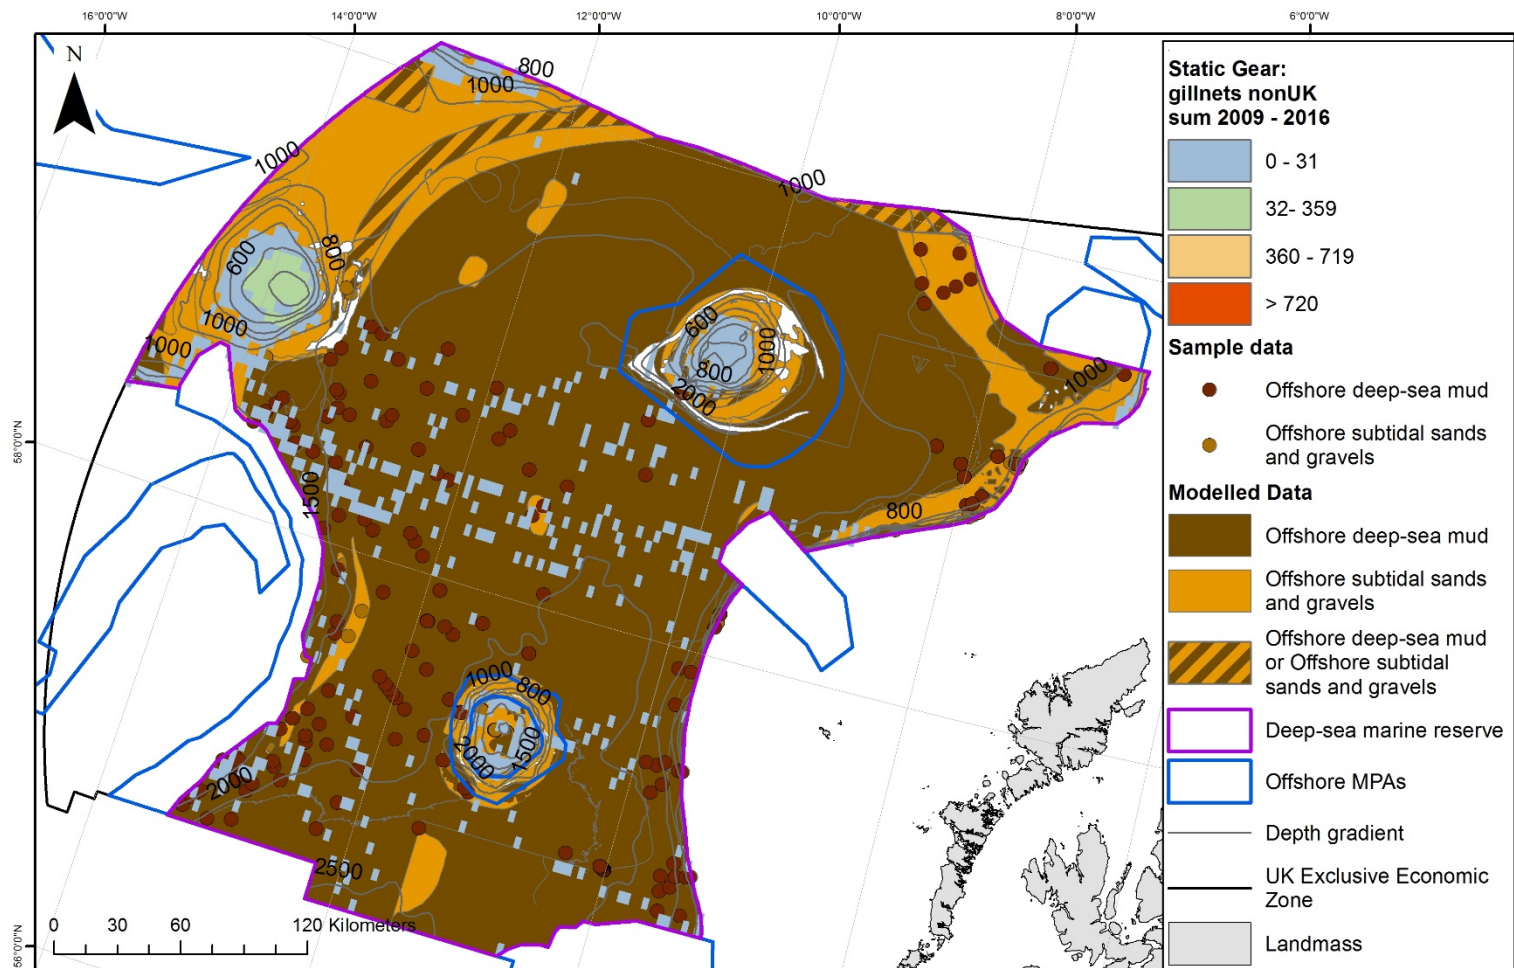 16°0'0"W
14°0'0"W
12°0'0"W
10°0'0"W
8°0'0"W
6°0'0"W
N
800
1000
1000
1000
600
800
1000
1000
600
1000
800
2000
1000
58°0'0"N
1500
800
1000
800
2000
1500
2000
2500
0 30 60 120 Kilometers
56°0'0"N
Static Gear:
gillnets nonUK
sum 2009 - 2016
0 - 31
32- 359
360 - 719
> 720
Sample data
Offshore deep-sea mud
Offshore subtidal sands
and gravels
Modelled Data
Offshore deep-sea mud
Offshore subtidal sands
and gravels
Offshore deep-sea mud
or Offshore subtidal
sands and gravels
Deep-sea marine reserve
Offshore MPAs
Depth gradient
UK Exclusive Economic
Zone
Landmass